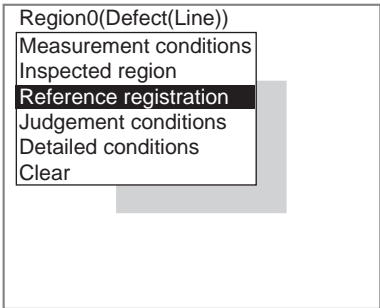 Region0(Defect(Line))
Measurement conditions
Inspected region
Reference registration
Judgement conditions
Detailed conditions
Clear